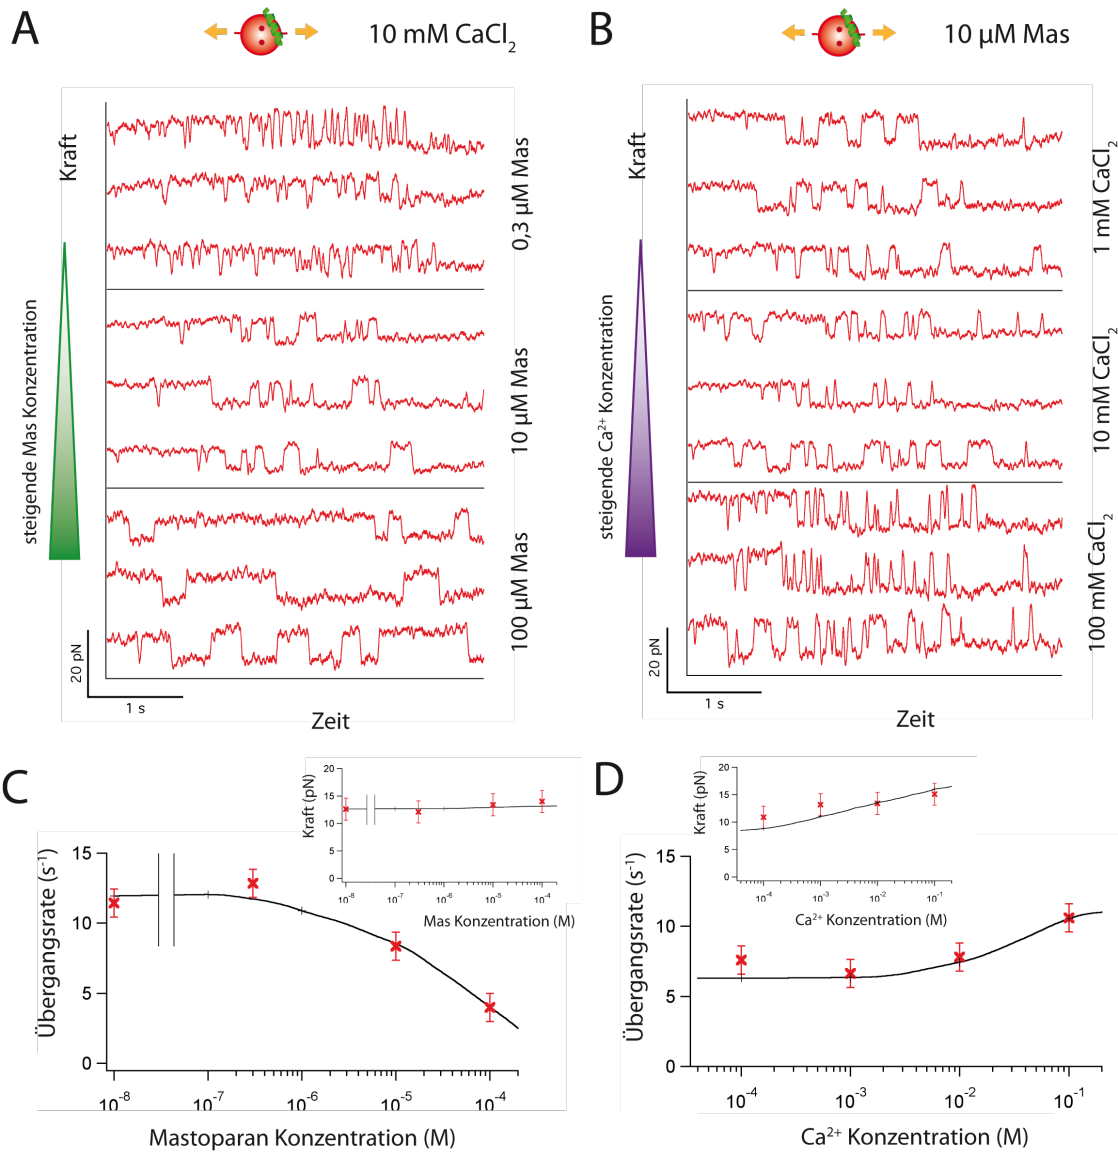 A
10 mM CaCl₂
Kraft
steigende Mas Konzentration
0,3 µM Mas
10 µM Mas
100 µM Mas
20 pN
1 s
Zeit
B
10 µM Mas
Kraft
steigende Ca²⁺ Konzentration
1 mM CaCl₂
10 mM CaCl₂
100 mM CaCl₂
20 pN
1 s
Zeit
C
Kraft (pN)
20
15
10
5
0
10⁻⁸
10⁻⁷
10⁻⁶
10⁻⁵
10⁻⁴
Mas Konzentration (M)
Übergangsrate (s⁻¹)
15
10
5
0
10⁻⁸
10⁻⁷
10⁻⁶
10⁻⁵
10⁻⁴
Mastoparan Konzentration (M)
D
Kraft (pN)
20
15
10
5
0
10⁻⁴
10⁻³
10⁻²
10⁻¹
Ca²⁺ Konzentration (M)
Übergangsrate (s⁻¹)
15
10
5
0
10⁻⁴
10⁻³
10⁻²
10⁻¹
Ca²⁺ Konzentration (M)